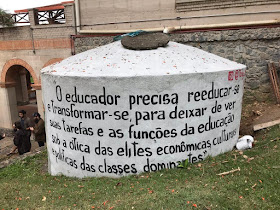 "O educador precisa reeducar-se
e transformar-se, para deixar de ver
suas tarefas e as funções da educação
sob a ótica das elites econômicas, culturais
e políticas das classes dominantes"